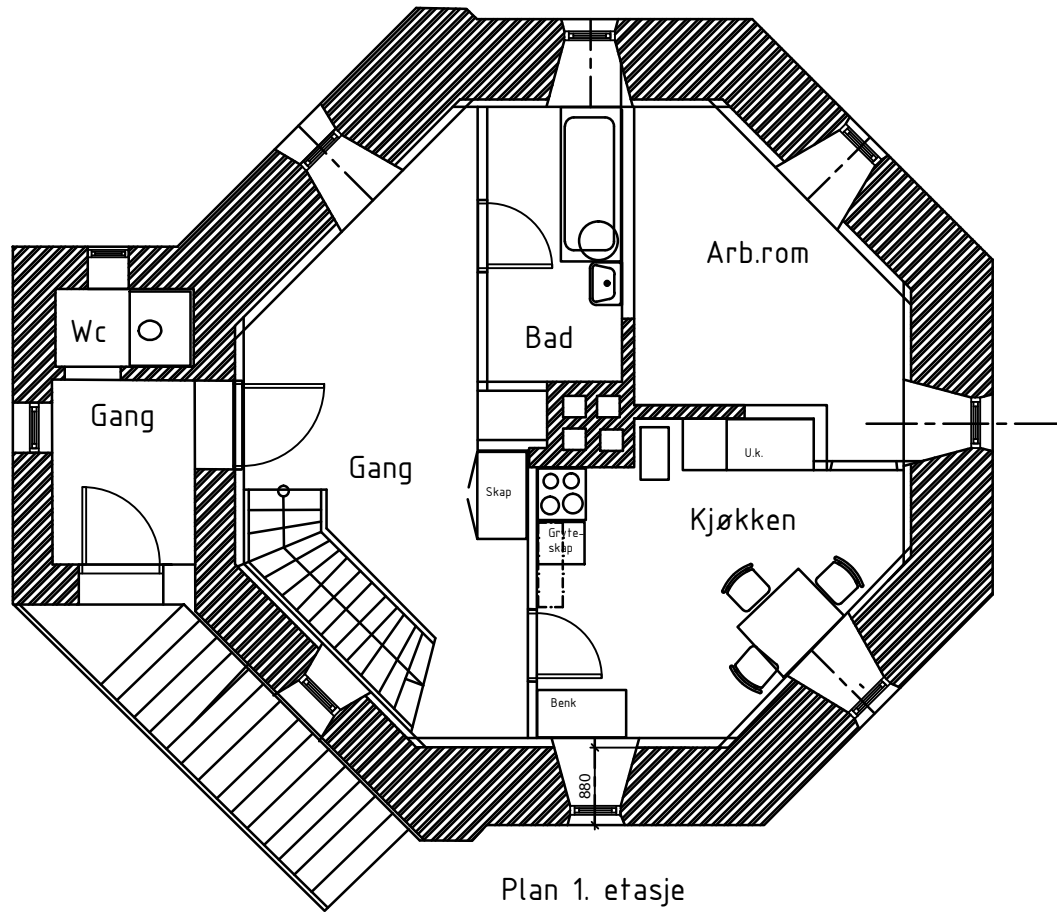 Arb.rom
Wc
Bad
Gang
Gang
U.k.
Skap
Kjøkken
Gryte-
skap
Benk
880
Plan 1. etasje